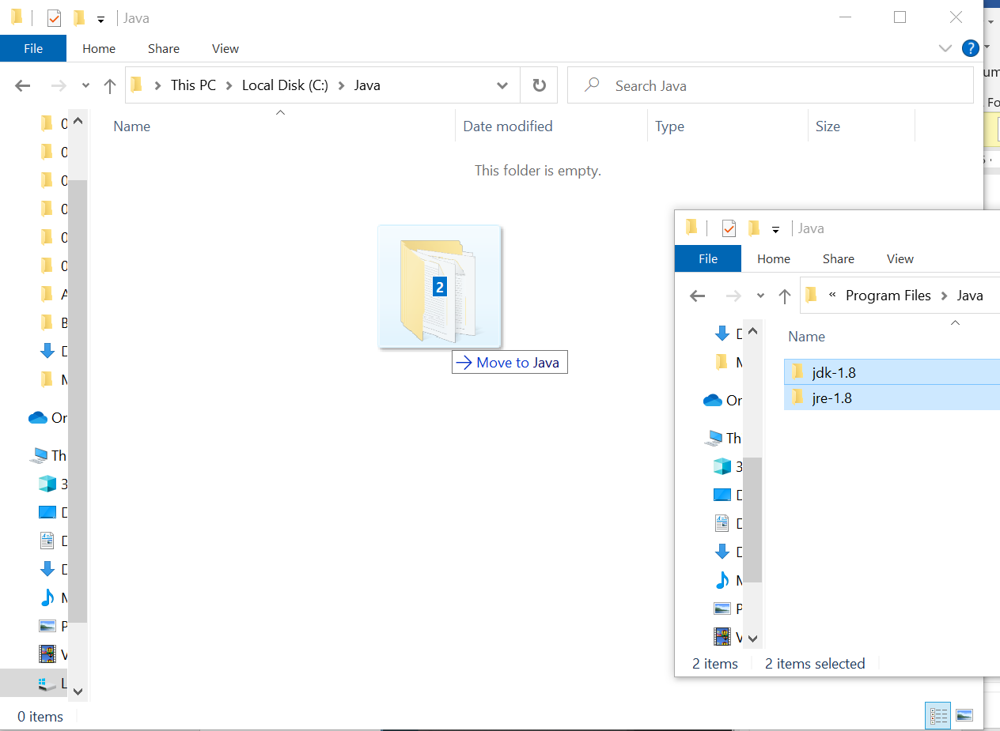 Java
File Home Share View
This PC Local Disk (C:) Java
Search Java
Name Date modified Type Size
This folder is empty.
2
Move to Java
0
0
0
0
0
0
A
B
D
M
Or
Th
3
D
D
D
M
P
V
L
0 items
Java
File Home Share View
« Program Files Java
Name
jdk-1.8
jre-1.8
D
M
Or
Th
3
D
D
D
M
P
V
2 items 2 items selected
?
um
Fo